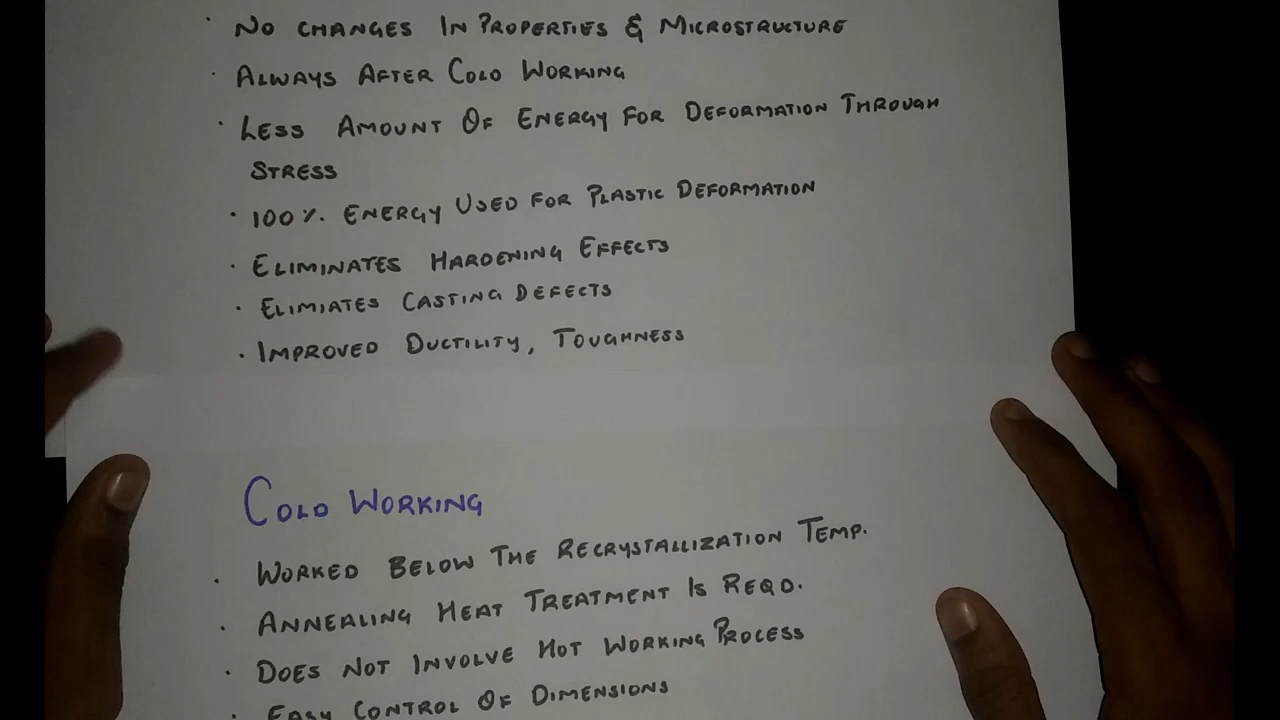 · NO CHANGES IN PROPERTIES & MICROSTRUCTURE
· ALWAYS AFTER COLD WORKING
· LESS AMOUNT OF ENERGY FOR DEFORMATION THROUGH
STRESS
· 100%. ENERGY USED FOR PLASTIC DEFORMATION
· ELIMINATES HARDENING EFFECTS
· ELIMIATES CASTING DEFECTS
· IMPROVED DUCTILITY, TOUGHNESS
COLD WORKING
· WORKED BELOW THE RECRYSTALLIZATION TEMP.
· ANNEALING HEAT TREATMENT IS REQD.
· DOES NOT INVOLVE HOT WORKING PROCESS
· EASY CONTROL OF DIMENSIONS